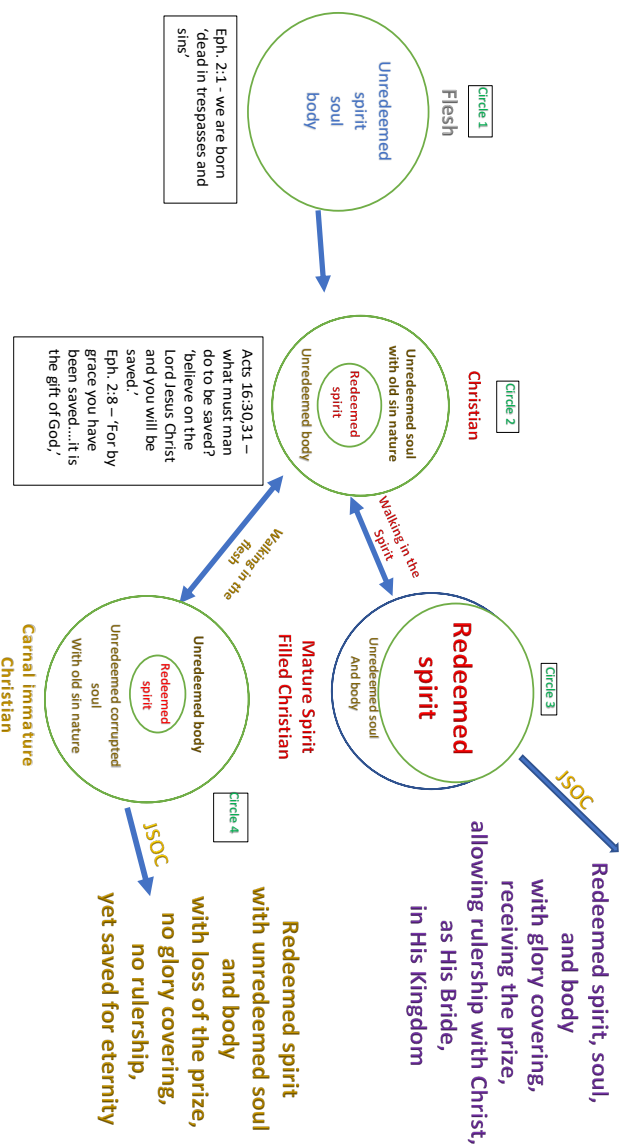 Circle 1
Flesh
Unredeemed
spirit
soul
body
Eph. 2:1 - we are born
‘dead in trespasses and
sins’
Circle 2
Christian
Unredeemed soul
with old sin nature
Redeemed
spirit
Unredeemed body
Acts 16:30,31 –
what must man
do to be saved?
‘believe on the
Lord Jesus Christ
and you will be
saved.’
Eph. 2:8 – ‘For by
grace you have
been saved….it is
the gift of God,’
Walking in the
Spirit
Walking in the
flesh
Circle 3
Redeemed
spirit
Unredeemed soul
And body
Mature Spirit
Filled Christian
JSOC
Redeemed spirit, soul,
and body
with glory covering,
receiving the prize,
allowing rulership with Christ,
as His Bride,
in His Kingdom
Circle 4
Unredeemed body
Redeemed
spirit
Unredeemed corrupted
soul
With old sin nature
Carnal immature
Christian
JSOC
Redeemed spirit
with unredeemed soul
and body
with loss of the prize,
no glory covering,
no rulership,
yet saved for eternity